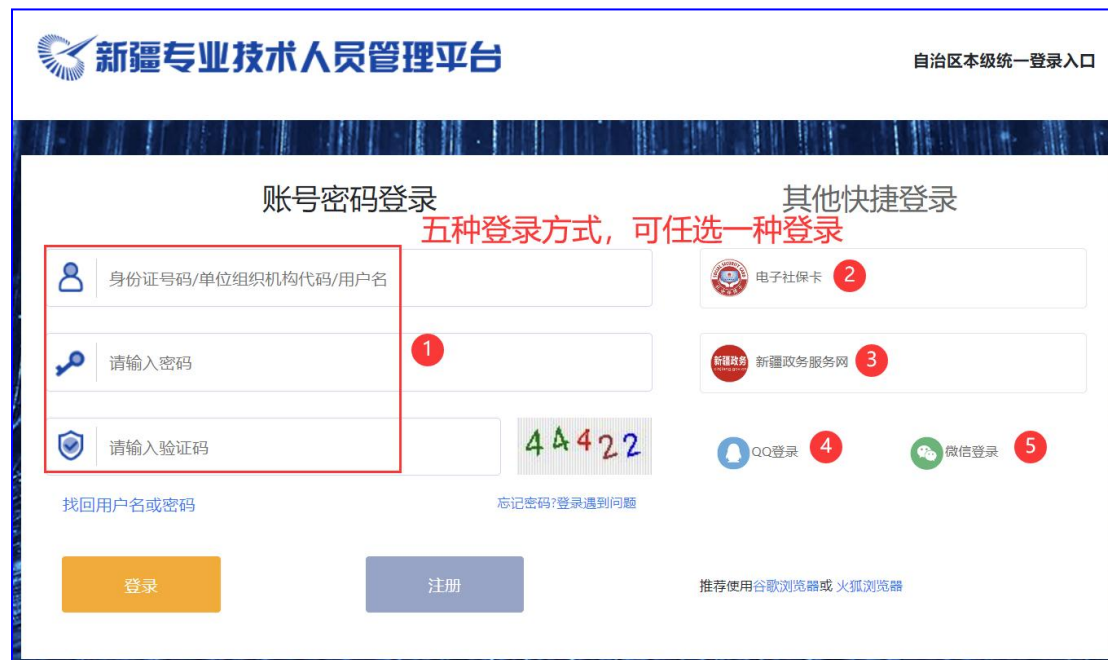 新疆专业技术人员管理平台
自治区本级统一登录入口
账号密码登录
其他快捷登录
五种登录方式，可任选一种登录
身份证号码/单位组织机构代码/用户名
电子社保卡 2
请输入密码
1
新疆政务
新疆政务服务网 3
请输入验证码
44422
QQ登录 4
微信登录 5
找回用户名或密码
忘记密码?登录遇到问题
登录
注册
推荐使用谷歌浏览器或 火狐浏览器